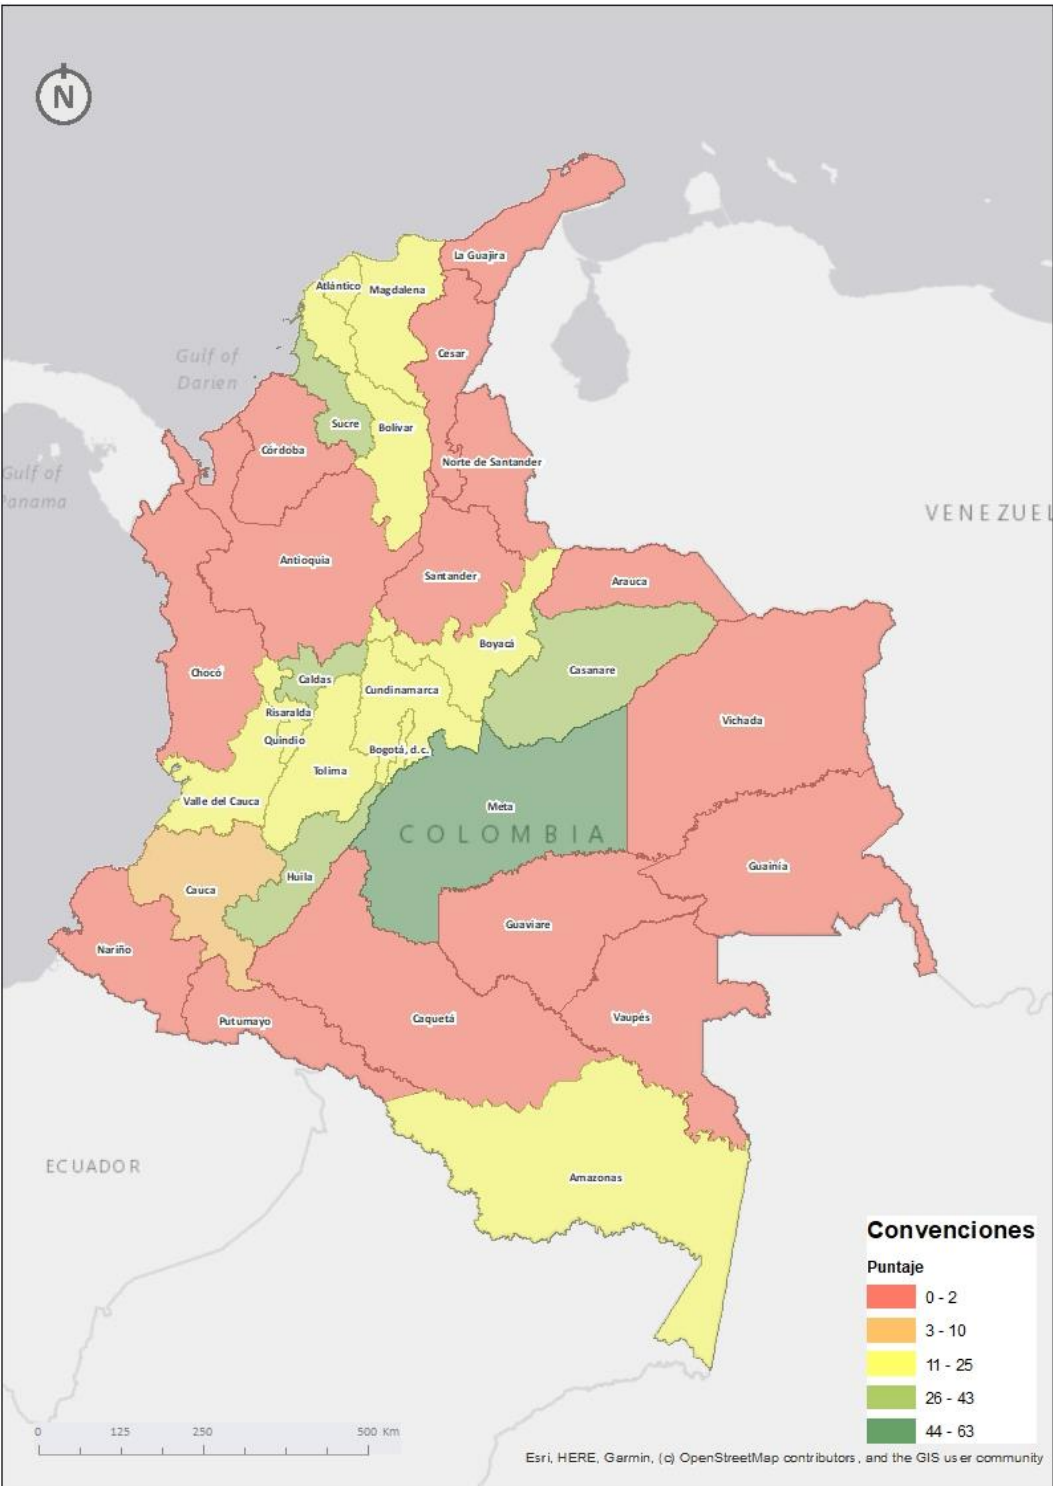 N
La Guajira
Atlántico
Magdalena
Cesar
Gulf of
Darien
Sucre
Bolívar
Córdoba
Norte de Santander
Gulf of
Panama
VENEZUEL
Antioquia
Santander
Arauca
Boyacá
Chocó
Caldas
Casanare
Cundinamarca
Risaralda
Vichada
Quindio
Bogotá, d.c.
Tolima
Valle del Cauca
Meta
COLOMBIA
Cauca
Huila
Guainía
Guaviare
Nariño
Putumayo
Caquetá
Vaupés
ECUADOR
Amazonas
Convenciones
Puntaje
0 - 2
3 - 10
11 - 25
26 - 43
44 - 63
0 125 250 500 Km
Esri, HERE, Garmin, (c) OpenStreetMap contributors, and the GIS user community